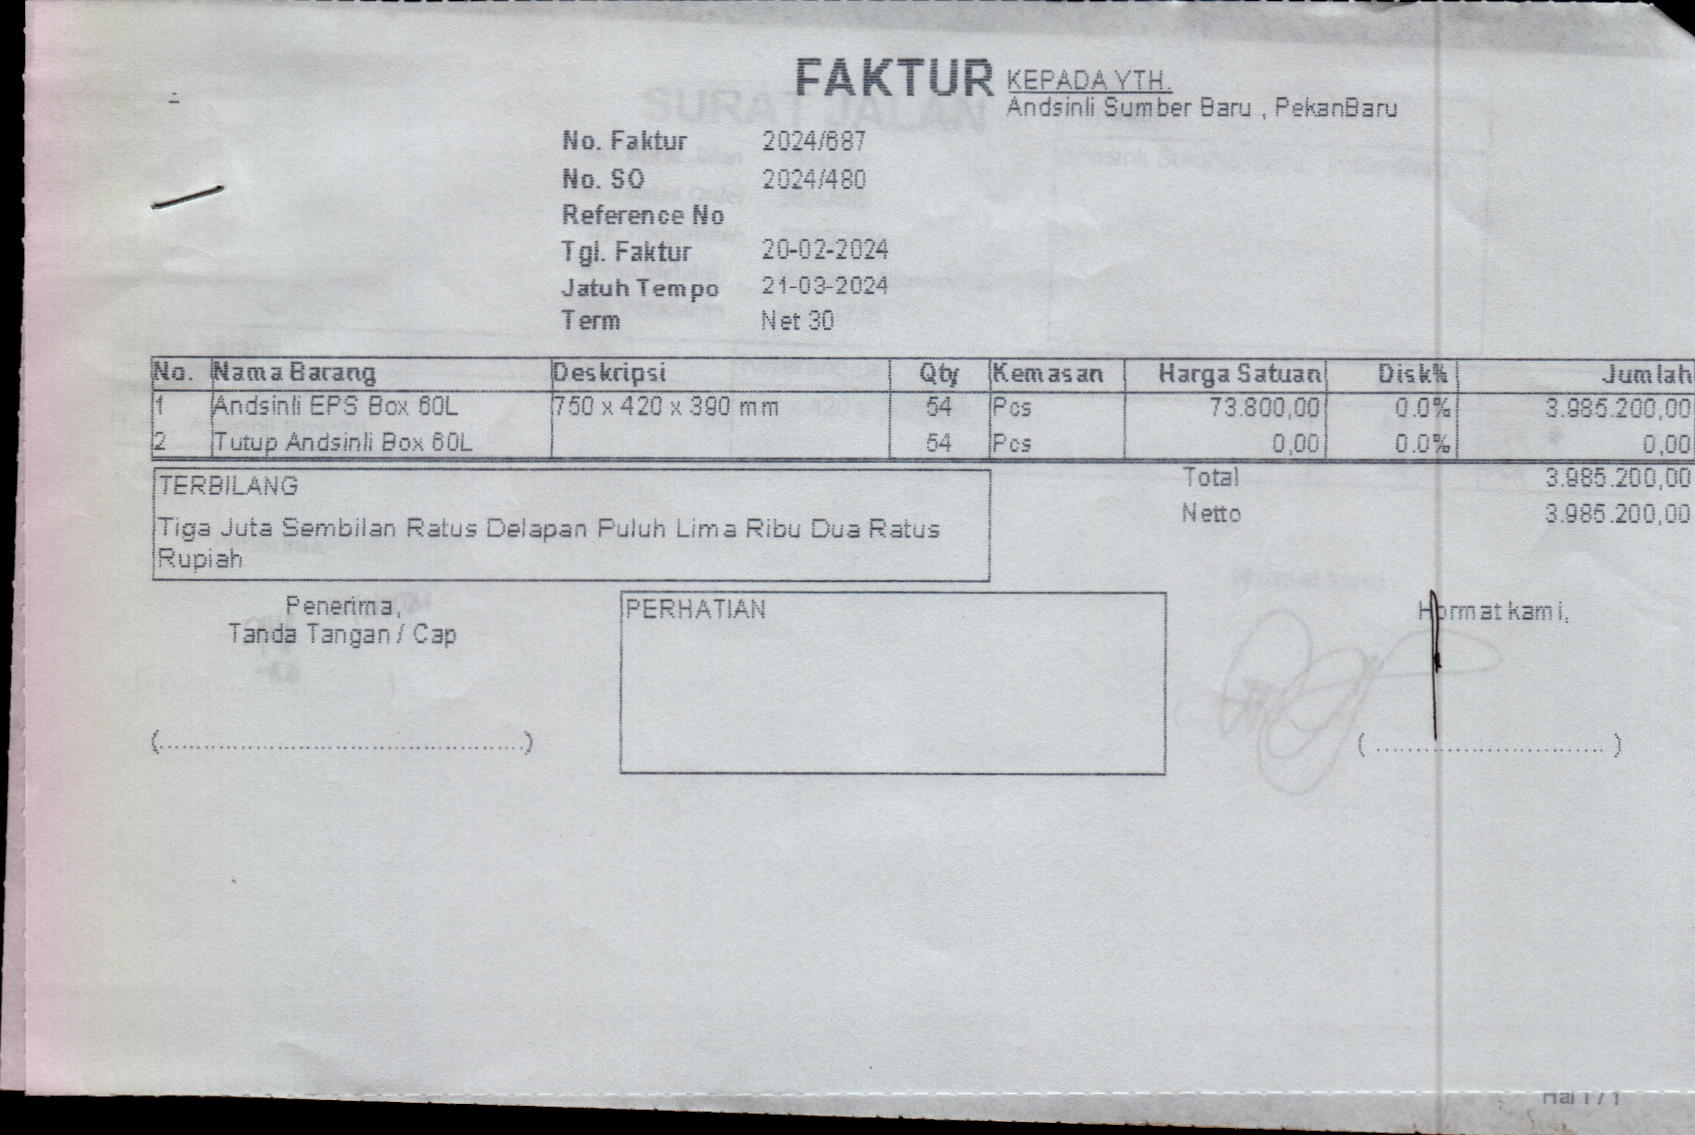 FAKTUR
KEPADA YTH.
Andsinli Sumber Baru , PekanBaru
No. Faktur 2024/687
No. SO 2024/480
Reference No
Tgl. Faktur 20-02-2024
Jatuh Tempo 21-03-2024
Term Net 30
No. Nama Barang Deskripsi Qty Kemasan Harga Satuan Disk% Jumlah
1 Andsinli EPS Box 60L 750 x 420 x 390 mm 54 Pcs 73.800,00 0.0% 3.985.200,00
2 Tutup Andsinli Box 60L 54 Pcs 0,00 0.0% 0,00
TERBILANG
Tiga Juta Sembilan Ratus Delapan Puluh Lima Ribu Dua Ratus
Rupiah
Total 3.985.200,00
Netto 3.985.200,00
Penerima,
Tanda Tangan / Cap
PERHATIAN
Hormat kami,
(................................................)
( .............................. )
Hal 1 / 1
SURAT JALAN